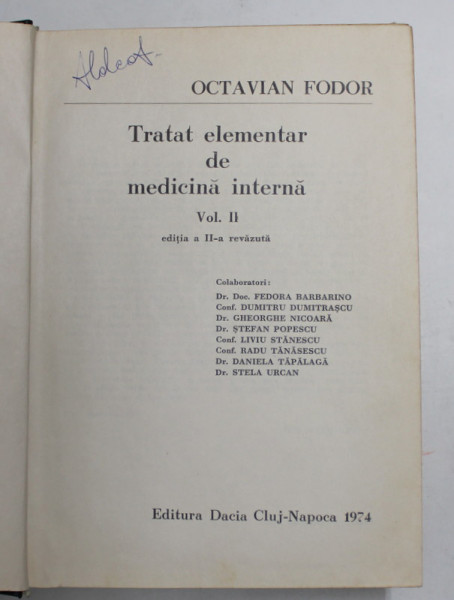 OCTAVIAN FODOR
Tratat elementar
de
medicină internă
Vol. II
ediția a II-a revăzută
Colaboratori:
Dr. Doc. FEDORA BARBARINO
Conf. DUMITRU DUMITRAȘCU
Dr. GHEORGHE NICOARĂ
Dr. ȘTEFAN POPESCU
Conf. LIVIU STĂNESCU
Conf. RADU TĂNĂSESCU
Dr. DANIELA TĂPĂLAGĂ
Dr. STELA URCAN
Editura Dacia Cluj-Napoca 1974